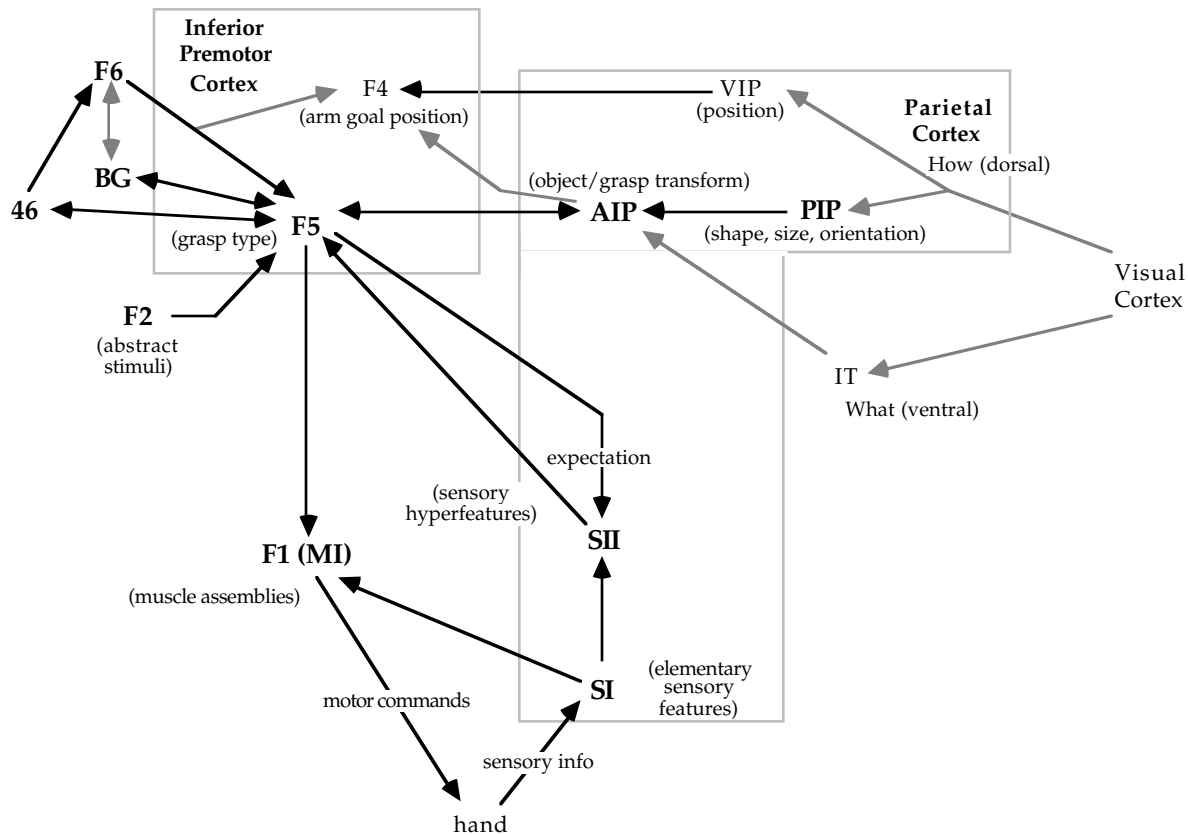 Inferior
Premotor
Cortex
F6
F4
(arm goal position)
VIP
(position)
Parietal
Cortex
How (dorsal)
BG
46
(object/grasp transform)
AIP
PIP
(shape, size, orientation)
F5
(grasp type)
Visual
Cortex
F2
(abstract
stimuli)
IT
What (ventral)
expectation
(sensory
hyperfeatures)
SII
F1 (MI)
(muscle assemblies)
SI
(elementary
sensory
features)
motor commands
sensory info
hand